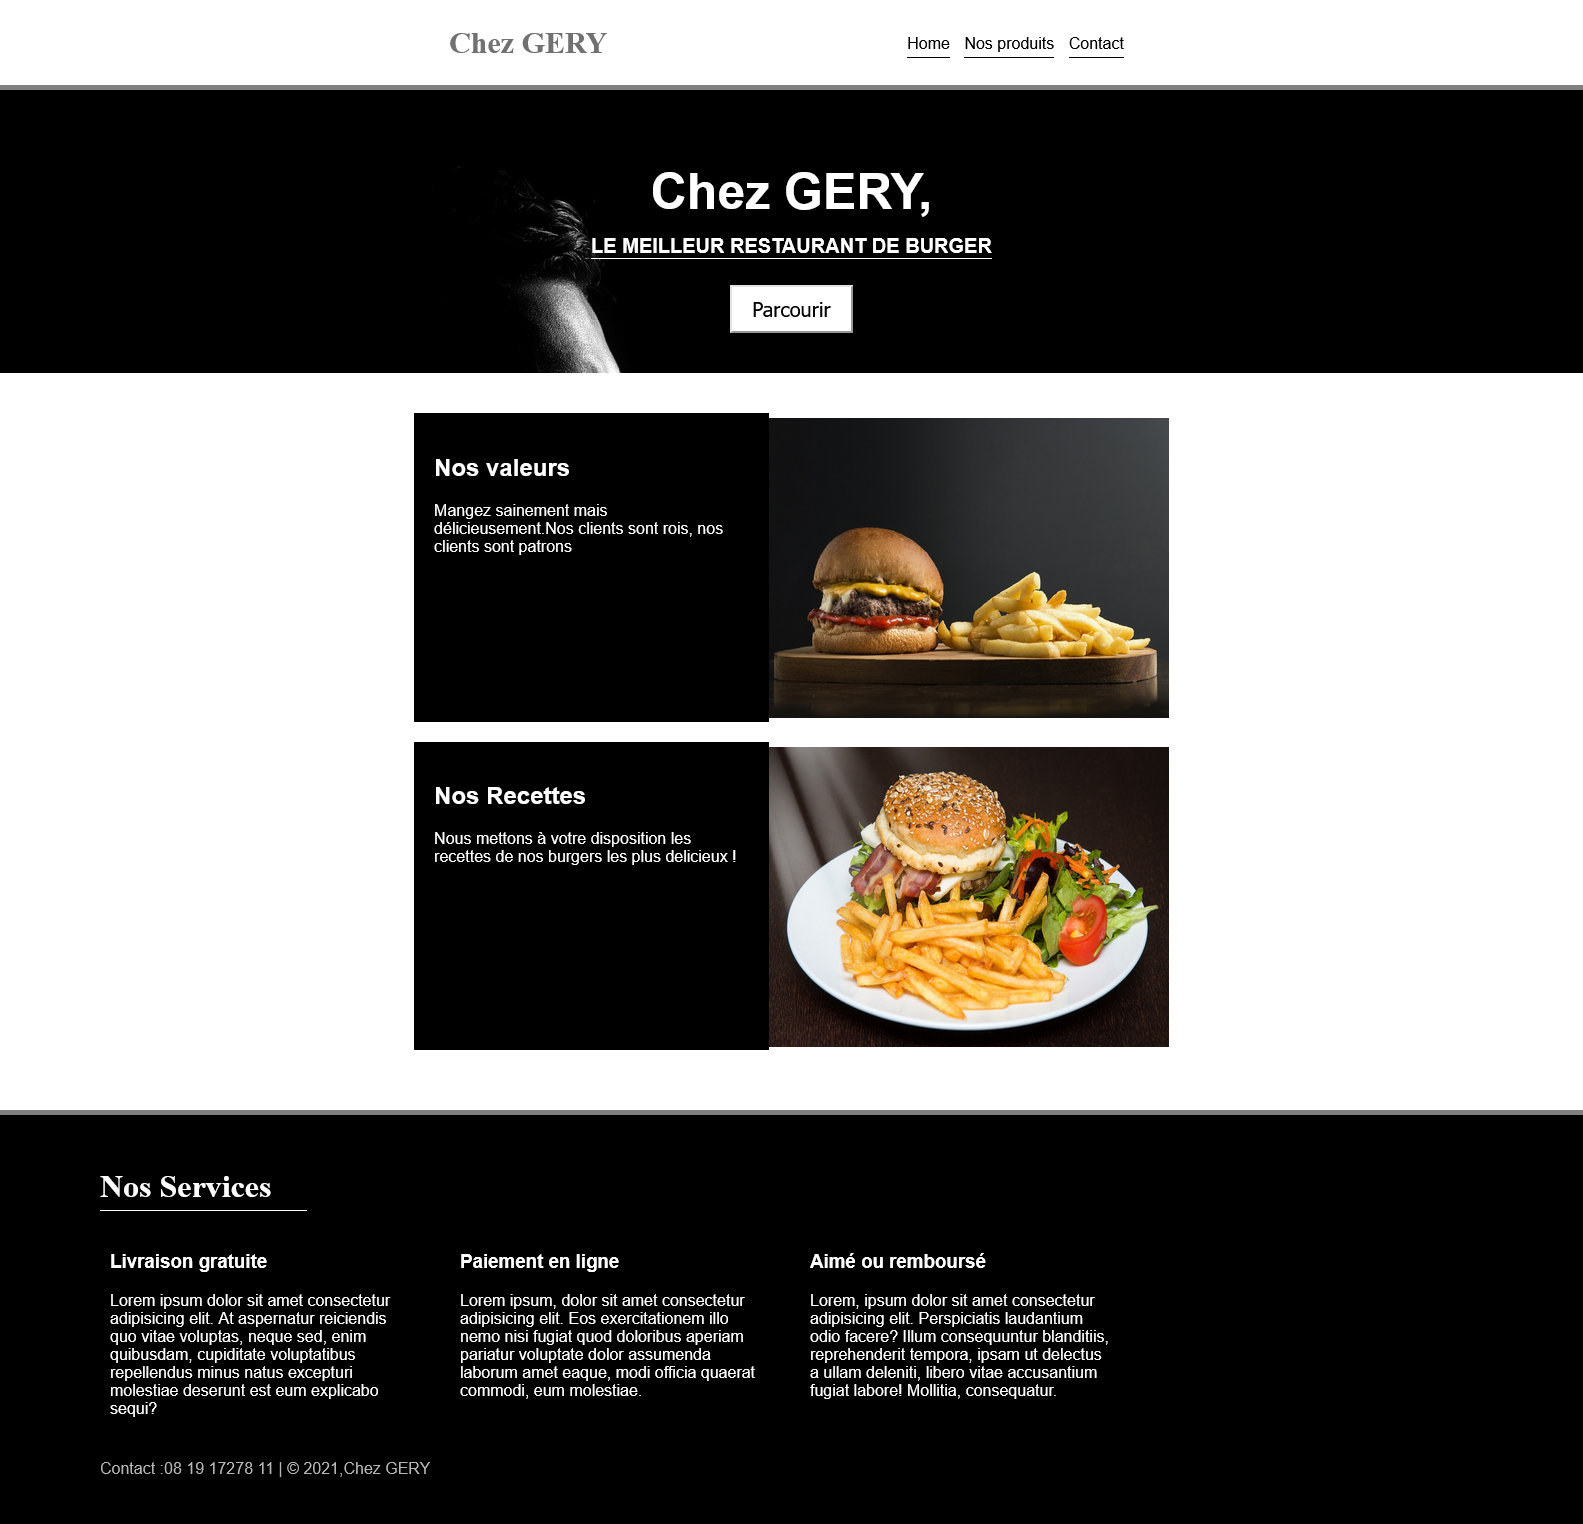 Chez GERY
Home Nos produits Contact
Chez GERY,
LE MEILLEUR RESTAURANT DE BURGER
Parcourir
Nos valeurs
Mangez sainement mais
délicieusement.Nos clients sont rois, nos
clients sont patrons
Nos Recettes
Nous mettons à votre disposition les
recettes de nos burgers les plus delicieux !
Nos Services
Livraison gratuite
Lorem ipsum dolor sit amet consectetur
adipisicing elit. At aspernatur reiciendis
quo vitae voluptas, neque sed, enim
quibusdam, cupiditate voluptatibus
repellendus minus natus excepturi
molestiae deserunt est eum explicabo
sequi?
Paiement en ligne
Lorem ipsum, dolor sit amet consectetur
adipisicing elit. Eos exercitationem illo
nemo nisi fugiat quod doloribus aperiam
pariatur voluptate dolor assumenda
laborum amet eaque, modi officia quaerat
commodi, eum molestiae.
Aimé ou remboursé
Lorem, ipsum dolor sit amet consectetur
adipisicing elit. Perspiciatis laudantium
odio facere? Illum consequuntur blanditiis,
reprehenderit tempora, ipsam ut delectus
a ullam deleniti, libero vitae accusantium
fugiat labore! Mollitia, consequatur.
Contact :08 19 17278 11 | © 2021,Chez GERY